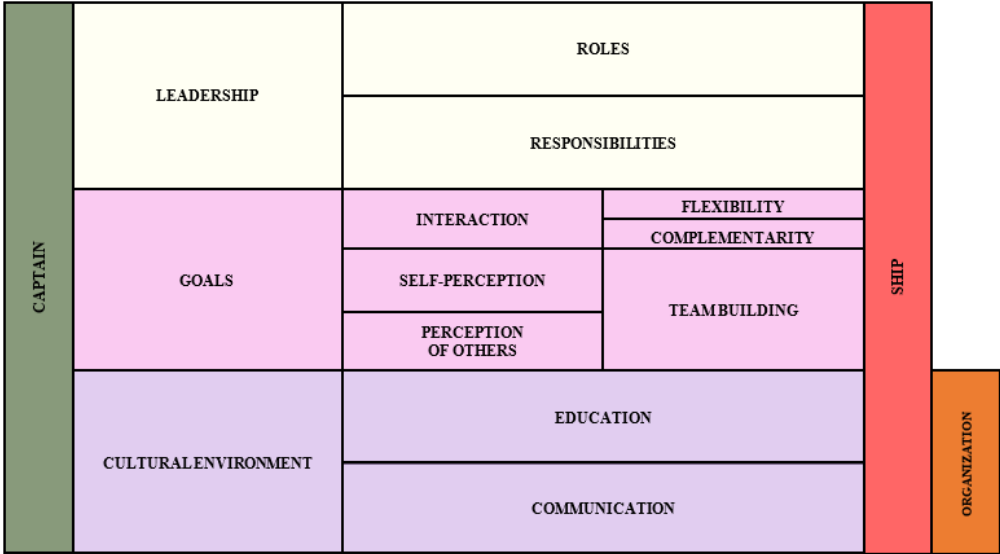 CAPTAIN
LEADERSHIP
ROLES
RESPONSIBILITIES
GOALS
INTERACTION
FLEXIBILITY
COMPLEMENTARITY
SELF-PERCEPTION
TEAM BUILDING
PERCEPTION
OF OTHERS
CULTURAL ENVIRONMENT
EDUCATION
COMMUNICATION
SHIP
ORGANIZATION